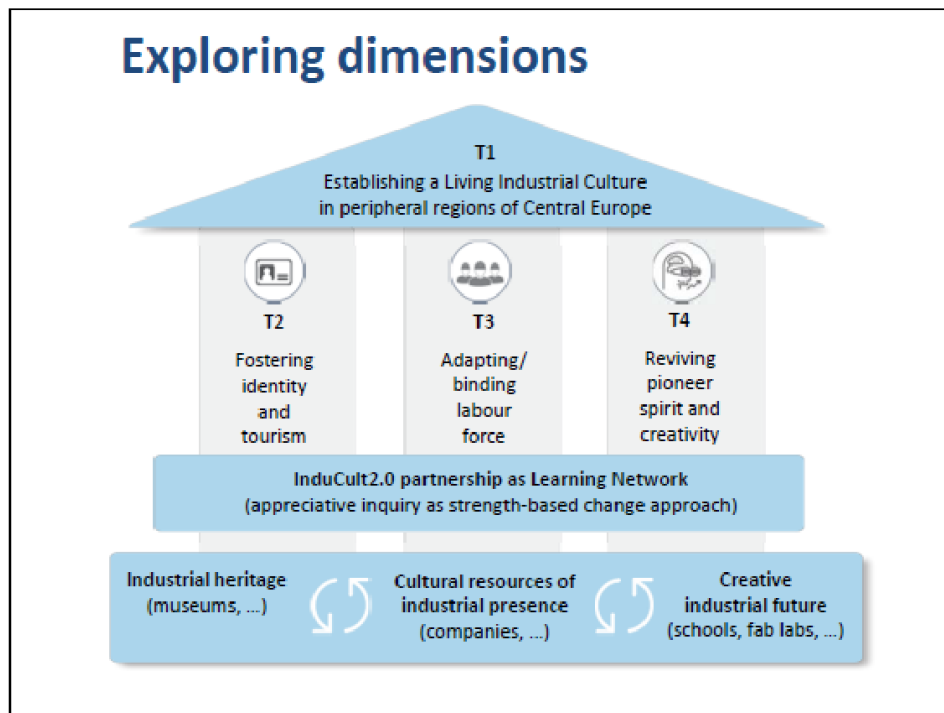 Exploring dimensions
T1
Establishing a Living Industrial Culture
in peripheral regions of Central Europe
T2
Fostering
identity
and
tourism
T3
Adapting/
binding
labour
force
T4
Reviving
pioneer
spirit and
creativity
InduCult2.0 partnership as Learning Network
(appreciative inquiry as strength-based change approach)
Industrial heritage
(museums, ...)
Cultural resources of
industrial presence
(companies, ...)
Creative
industrial future
(schools, fab labs, ...)